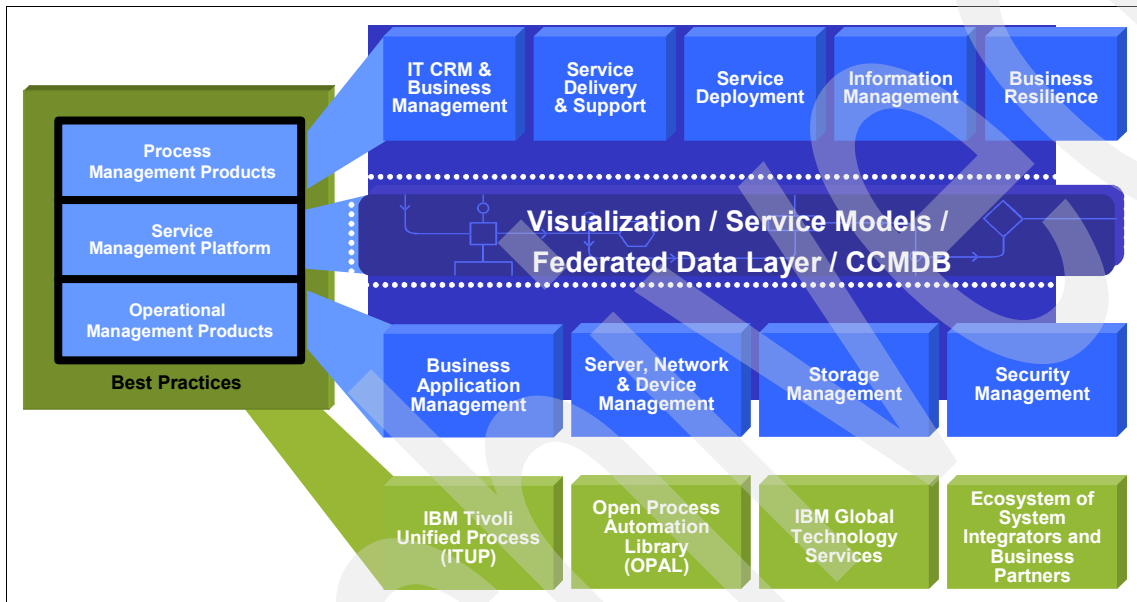 IT CRM &
Business
Management
Service
Delivery
& Support
Service
Deployment
Information
Management
Business
Resilience
Process
Management Products
Service
Management Platform
Operational
Management Products
Best Practices
Visualization / Service Models /
Federated Data Layer / CCMDB
Business
Application
Management
Server, Network
& Device
Management
Storage
Management
Security
Management
IBM Tivoli
Unified Process
(ITUP)
Open Process
Automation
Library
(OPAL)
IBM Global
Technology
Services
Ecosystem of
System
Integrators and
Business
Partners